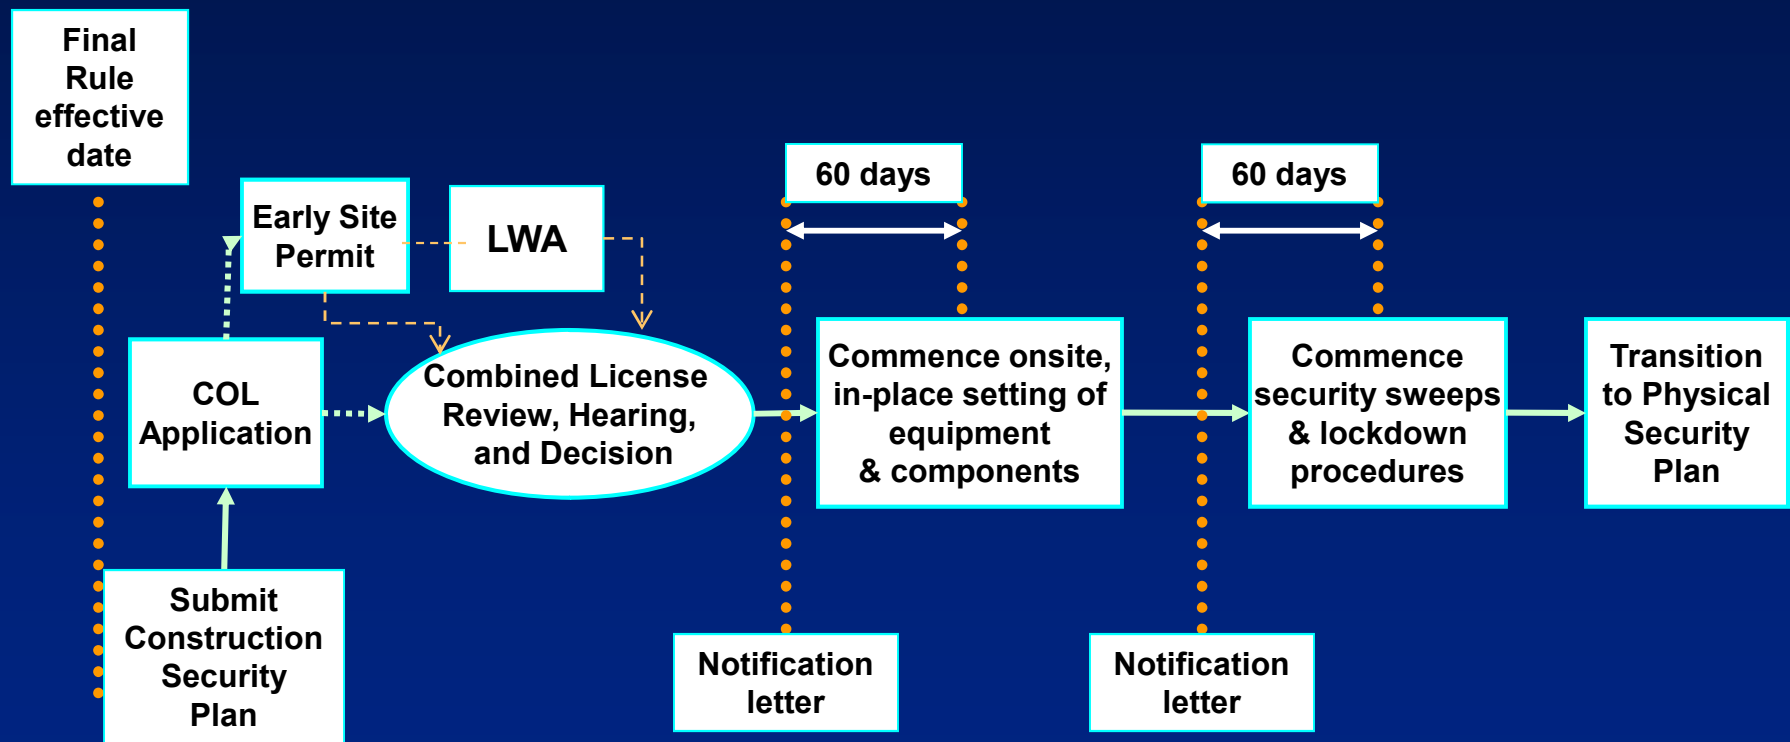 Final
Rule
effective
date
60 days
60 days
Early Site
Permit
LWA
COL
Application
Combined License
Review, Hearing,
and Decision
Commence onsite,
in-place setting of
equipment
& components
Commence
security sweeps
& lockdown
procedures
Transition
to Physical
Security
Plan
Submit
Construction
Security
Plan
Notification
letter
Notification
letter